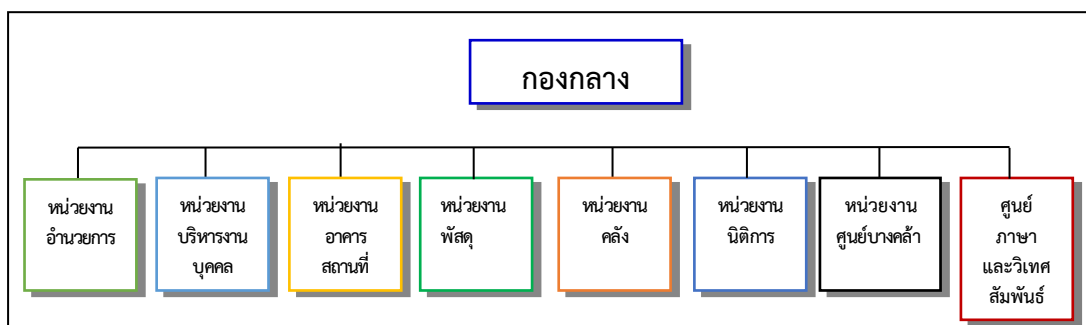 กองกลาง
หน่วยงาน
อำนวยการ
หน่วยงาน
บริหารงาน
บุคคล
หน่วยงาน
อาคาร
สถานที่
หน่วยงาน
พัสดุ
หน่วยงาน
คลัง
หน่วยงาน
นิติการ
หน่วยงาน
ศูนย์บางคล้า
ศูนย์
ภาษา
และวิเทศ
สัมพันธ์